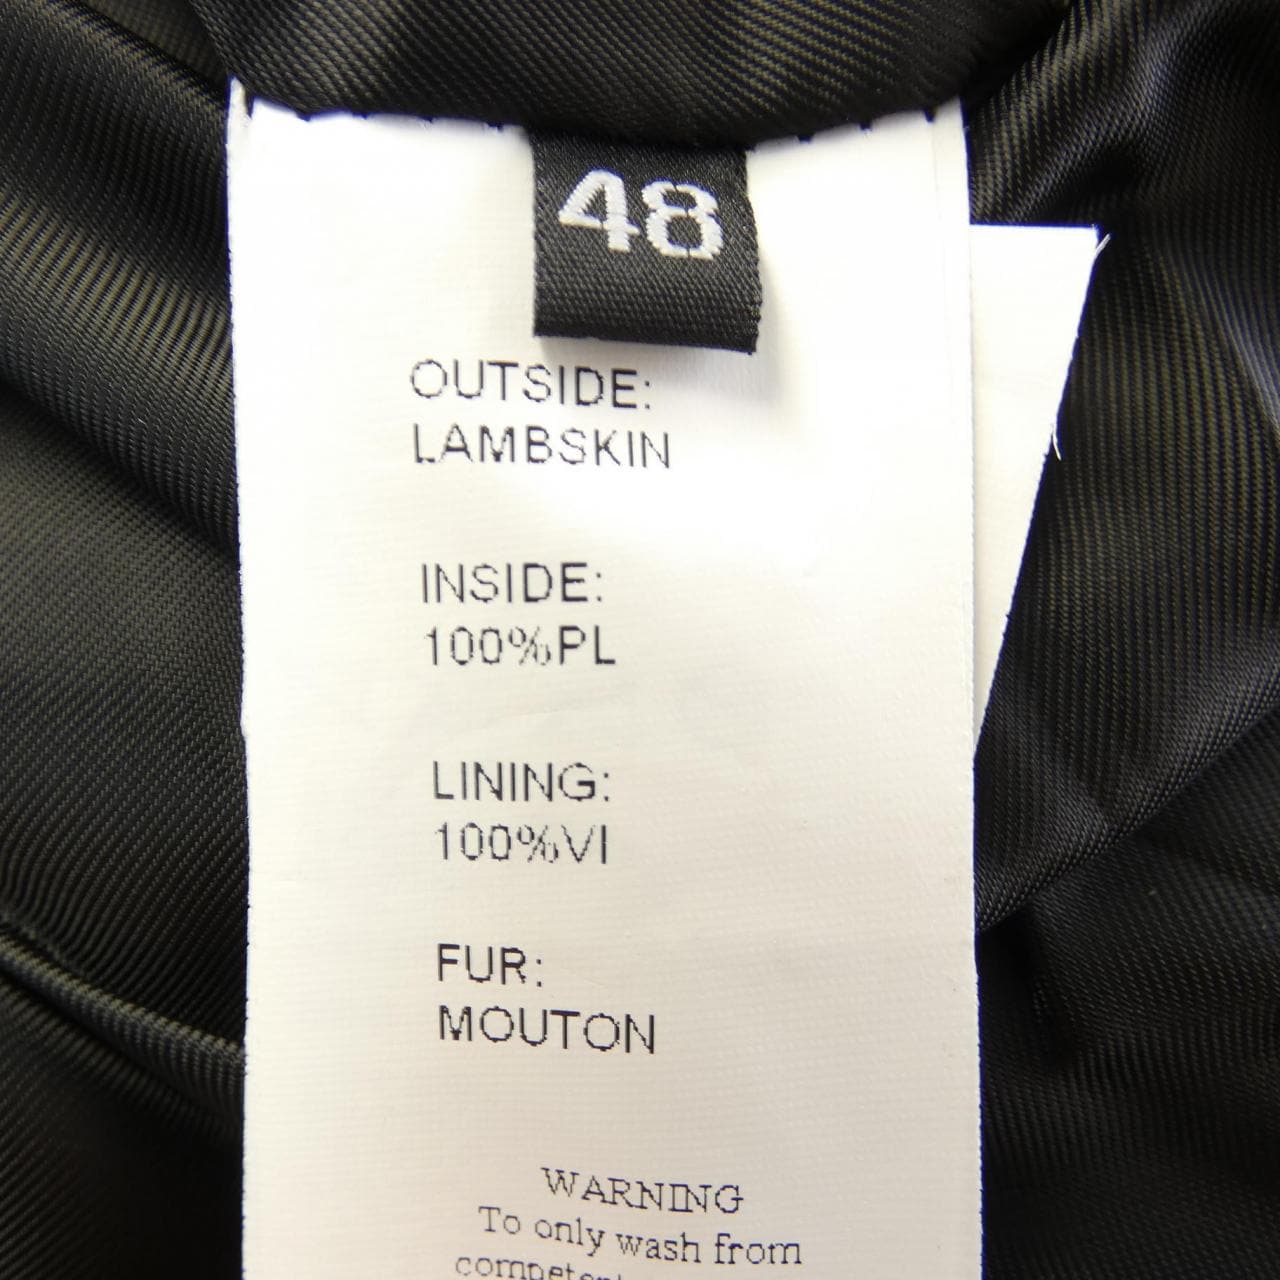 48
OUTSIDE:
LAMBSKIN
INSIDE:
100%PL
LINING:
100%VI
FUR:
MOUTON
WARNING
To only wash from